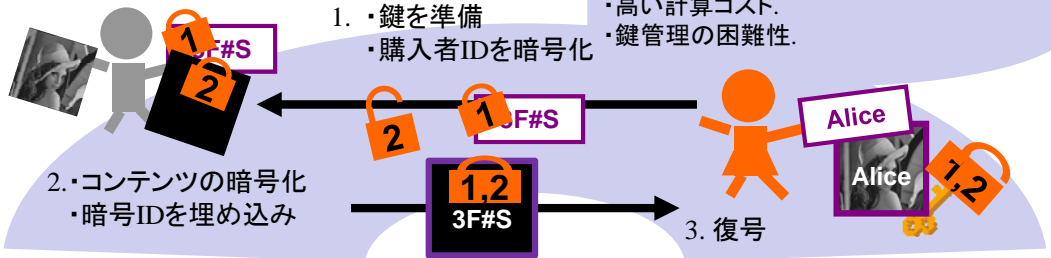 ・高い計算コスト.
・鍵管理の困難性.
1. ・鍵を準備
・購入者IDを暗号化
1
3F#S
2
2
1
3F#S
Alice
Alice
1,2
2.・コンテンツの暗号化
・暗号IDを埋め込み
1,2
3F#S
3. 復号